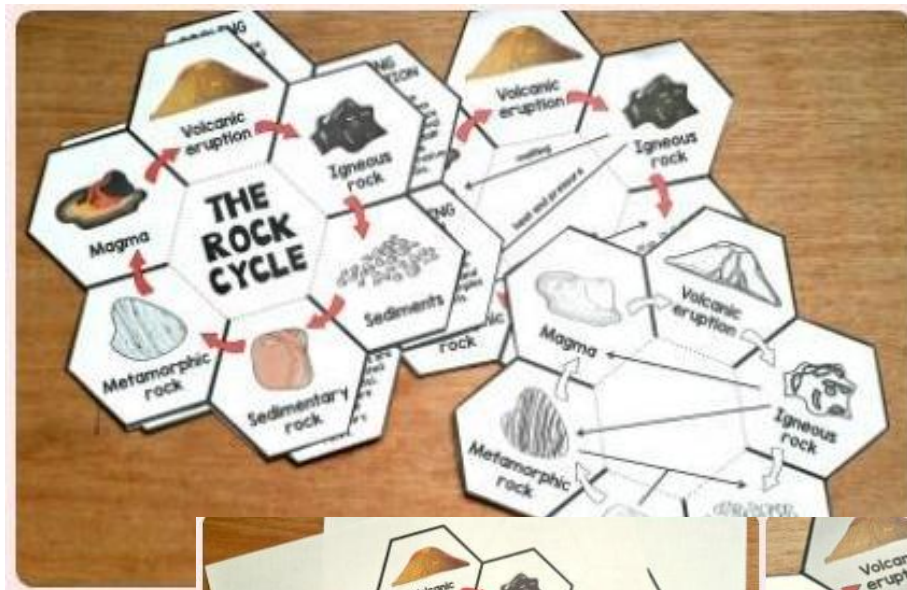 Volcanic
eruption
Igneous
rock
THE
ROCK
CYCLE
Magma
Sediments
Metamorphic
rock
Sedimentary
rock
Volcanic
eruption
Igneous
rock
melting
heat and pressure
rock
Volcanic
eruption
Magma
Igneous
rock
Metamorphic
rock